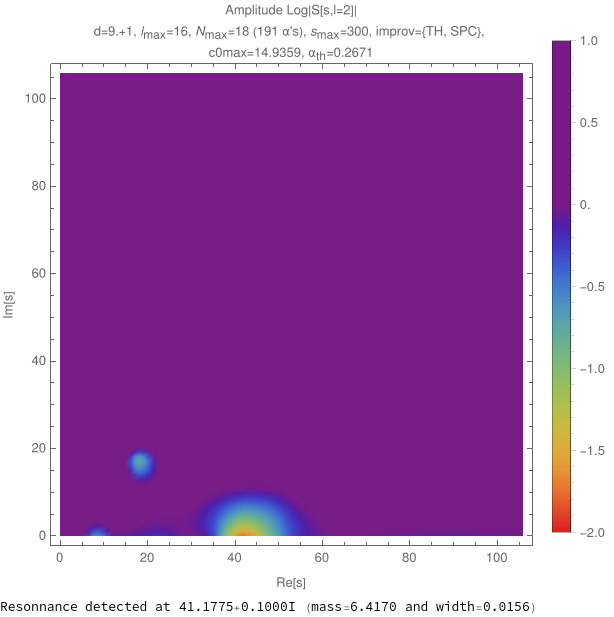 Amplitude Log|S[s,l=2]|
d=9.+1, lmax=16, Nmax=18 (191 α's), smax=300, improv={TH, SPC},
c0max=14.9359, αth=0.2671
1.0
0.5
0.
-0.5
-1.0
-1.5
-2.0
100
80
60
40
20
0
Im[s]
0 20 40 60 80 100
Re[s]
Resonnance detected at 41.1775+0.1000I (mass=6.4170 and width=0.0156)